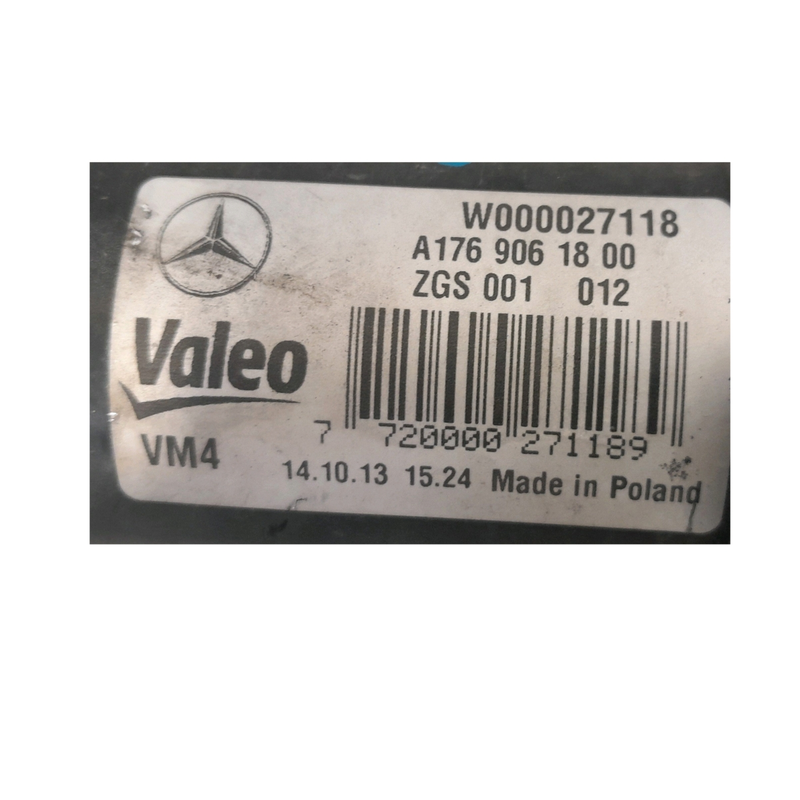 W000027118
A176 906 18 00
ZGS 001 012
Valeo
7 720000 271189
VM4
14.10.13 15.24 Made in Poland